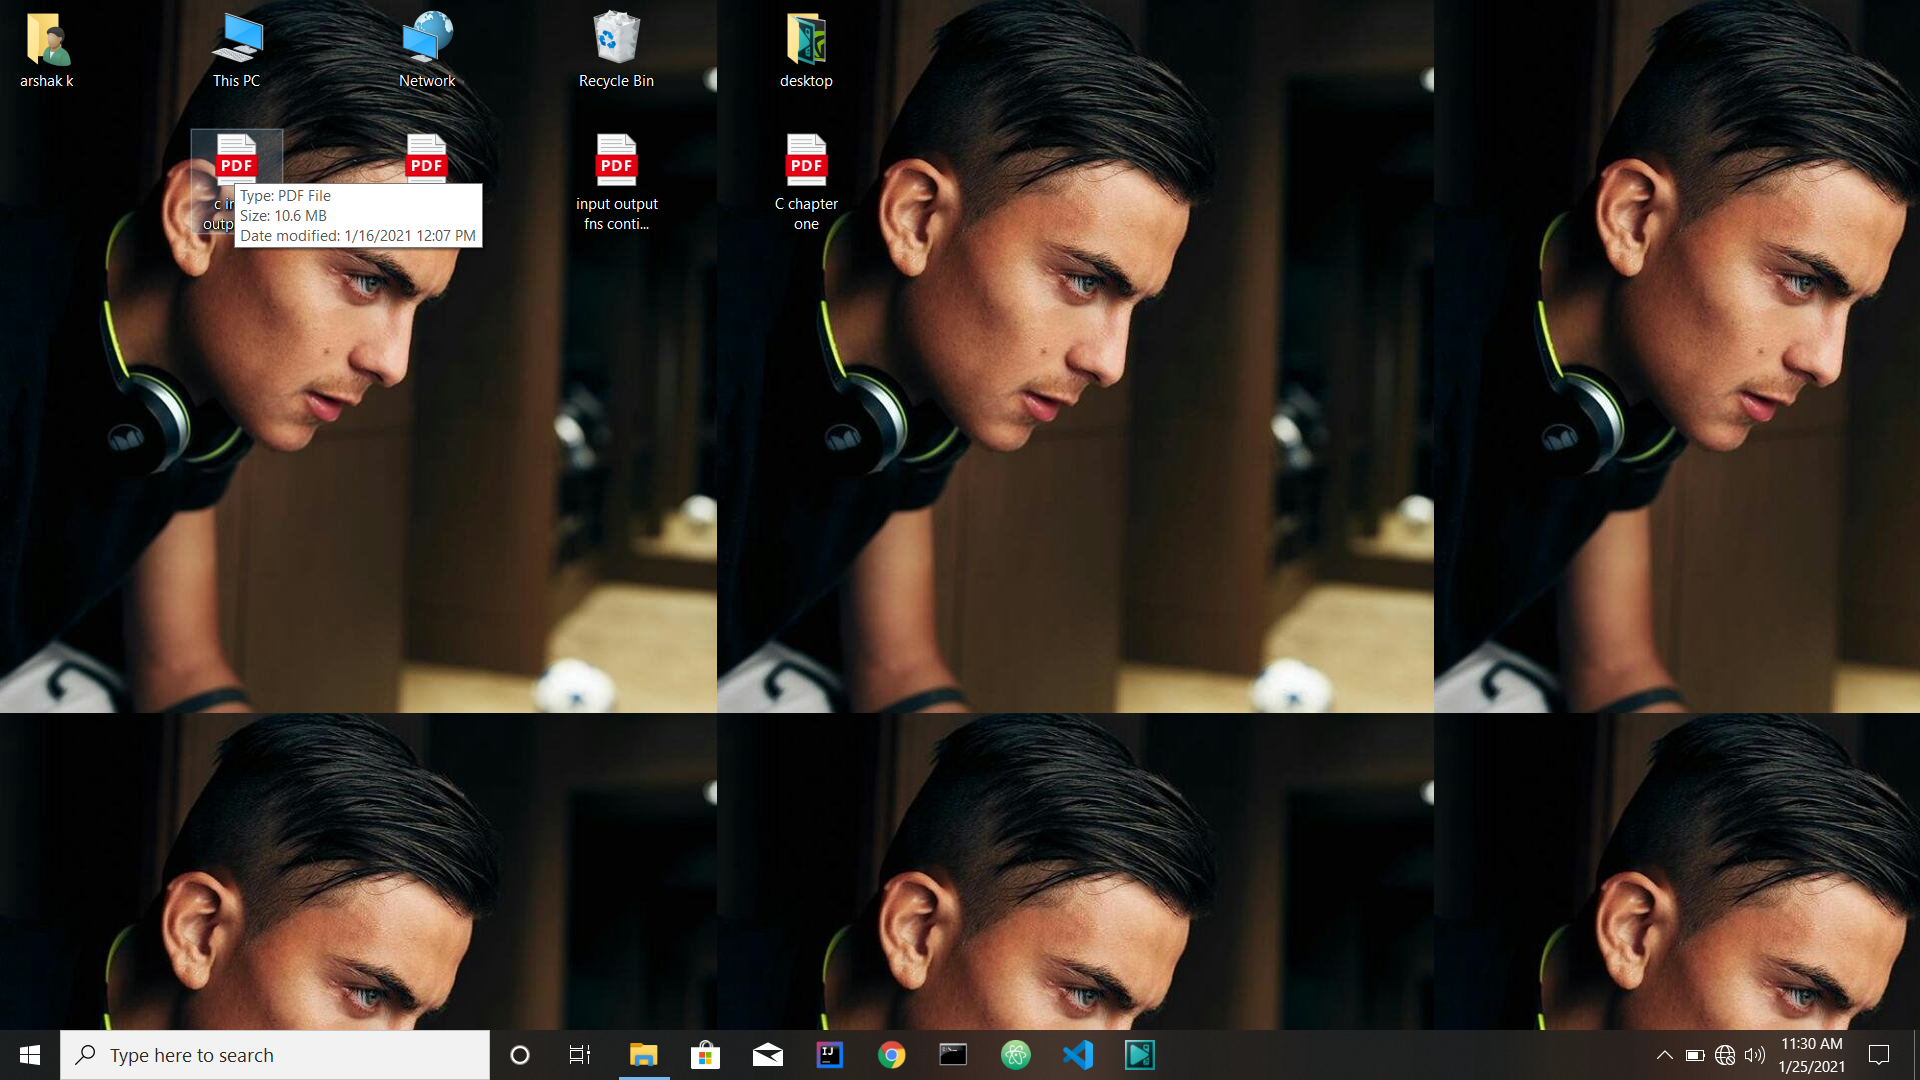 arshak k
This PC
Network
Recycle Bin
desktop
PDF
PDF
PDF
PDF
c
Type: PDF File
Size: 10.6 MB
Date modified: 1/16/2021 12:07 PM
input output
fns conti...
C chapter
one
Type here to search
IJ
11:30 AM
1/25/2021